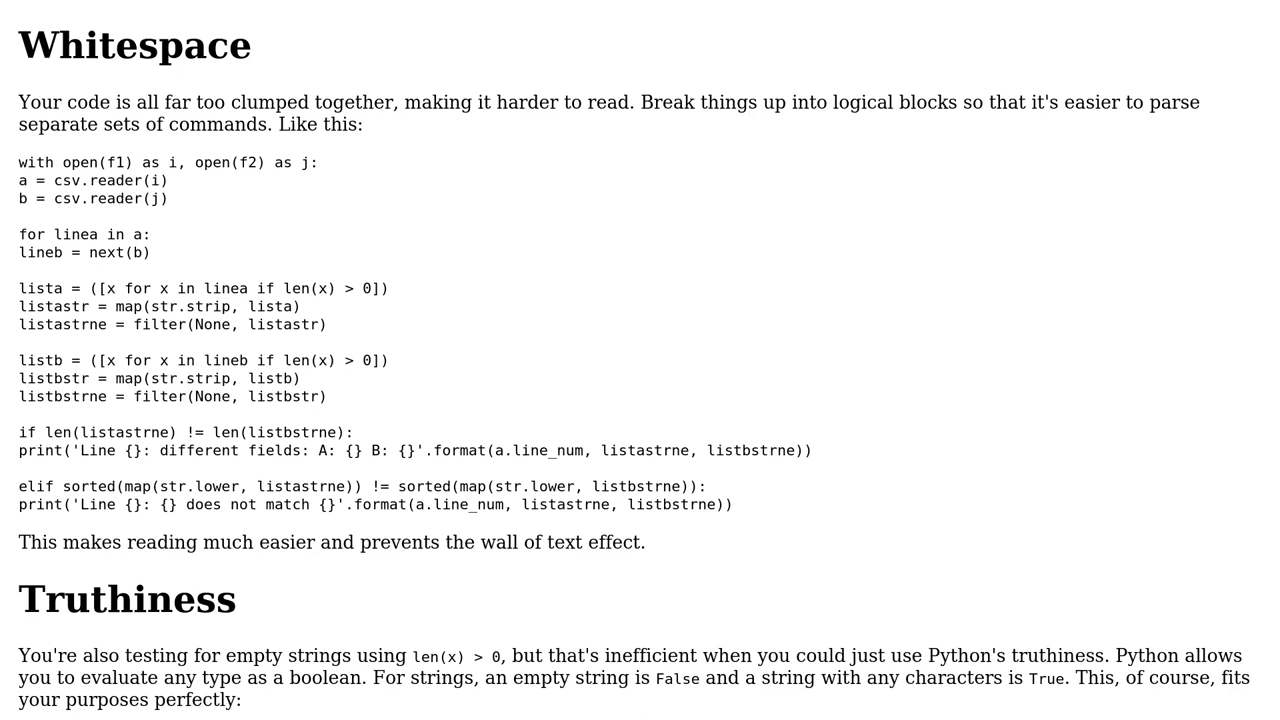 Whitespace
Your code is all far too clumped together, making it harder to read. Break things up into logical blocks so that it's easier to parse
separate sets of commands. Like this:
with open(f1) as i, open(f2) as j:
a = csv.reader(i)
b = csv.reader(j)
for linea in a:
lineb = next(b)
lista = ([x for x in linea if len(x) > 0])
listastr = map(str.strip, lista)
listastrne = filter(None, listastr)
listb = ([x for x in lineb if len(x) > 0])
listbstr = map(str.strip, listb)
listbstrne = filter(None, listbstr)
if len(listastrne) != len(listbstrne):
print('Line {}: different fields: A: {} B: {}'.format(a.line_num, listastrne, listbstrne))
elif sorted(map(str.lower, listastrne)) != sorted(map(str.lower, listbstrne)):
print('Line {}: {} does not match {}'.format(a.line_num, listastrne, listbstrne))
This makes reading much easier and prevents the wall of text effect.
Truthiness
You're also testing for empty strings using len(x) > 0, but that's inefficient when you could just use Python's truthiness. Python allows
you to evaluate any type as a boolean. For strings, an empty string is False and a string with any characters is True. This, of course, fits
your purposes perfectly: